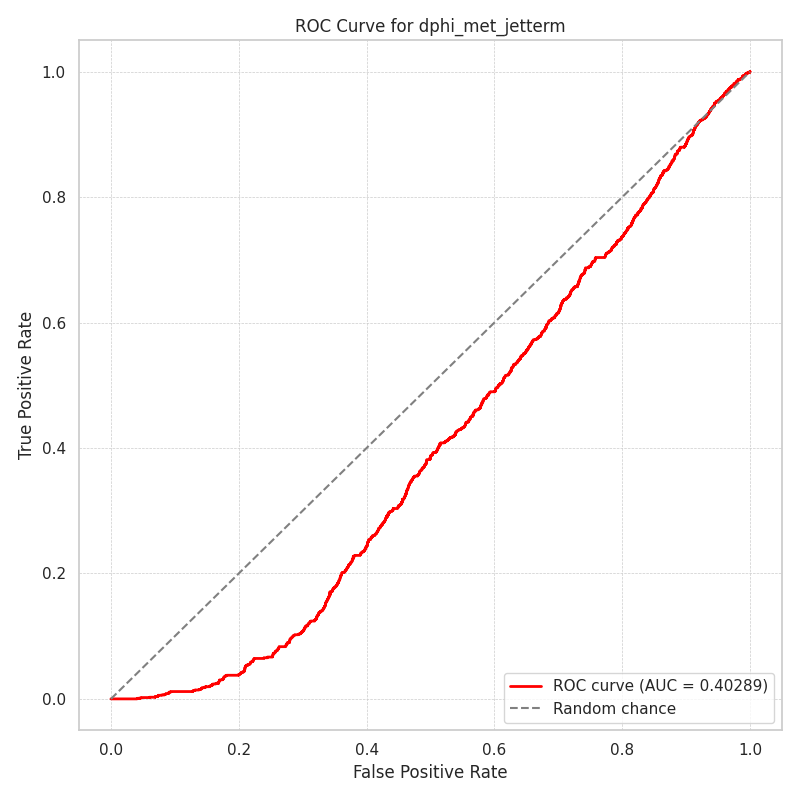 ROC Curve for dphi_met_jetterm
1.0
0.8
0.6
0.4
0.2
0.0
True Positive Rate
0.0 0.2 0.4 0.6 0.8 1.0
False Positive Rate
ROC curve (AUC = 0.40289)
Random chance